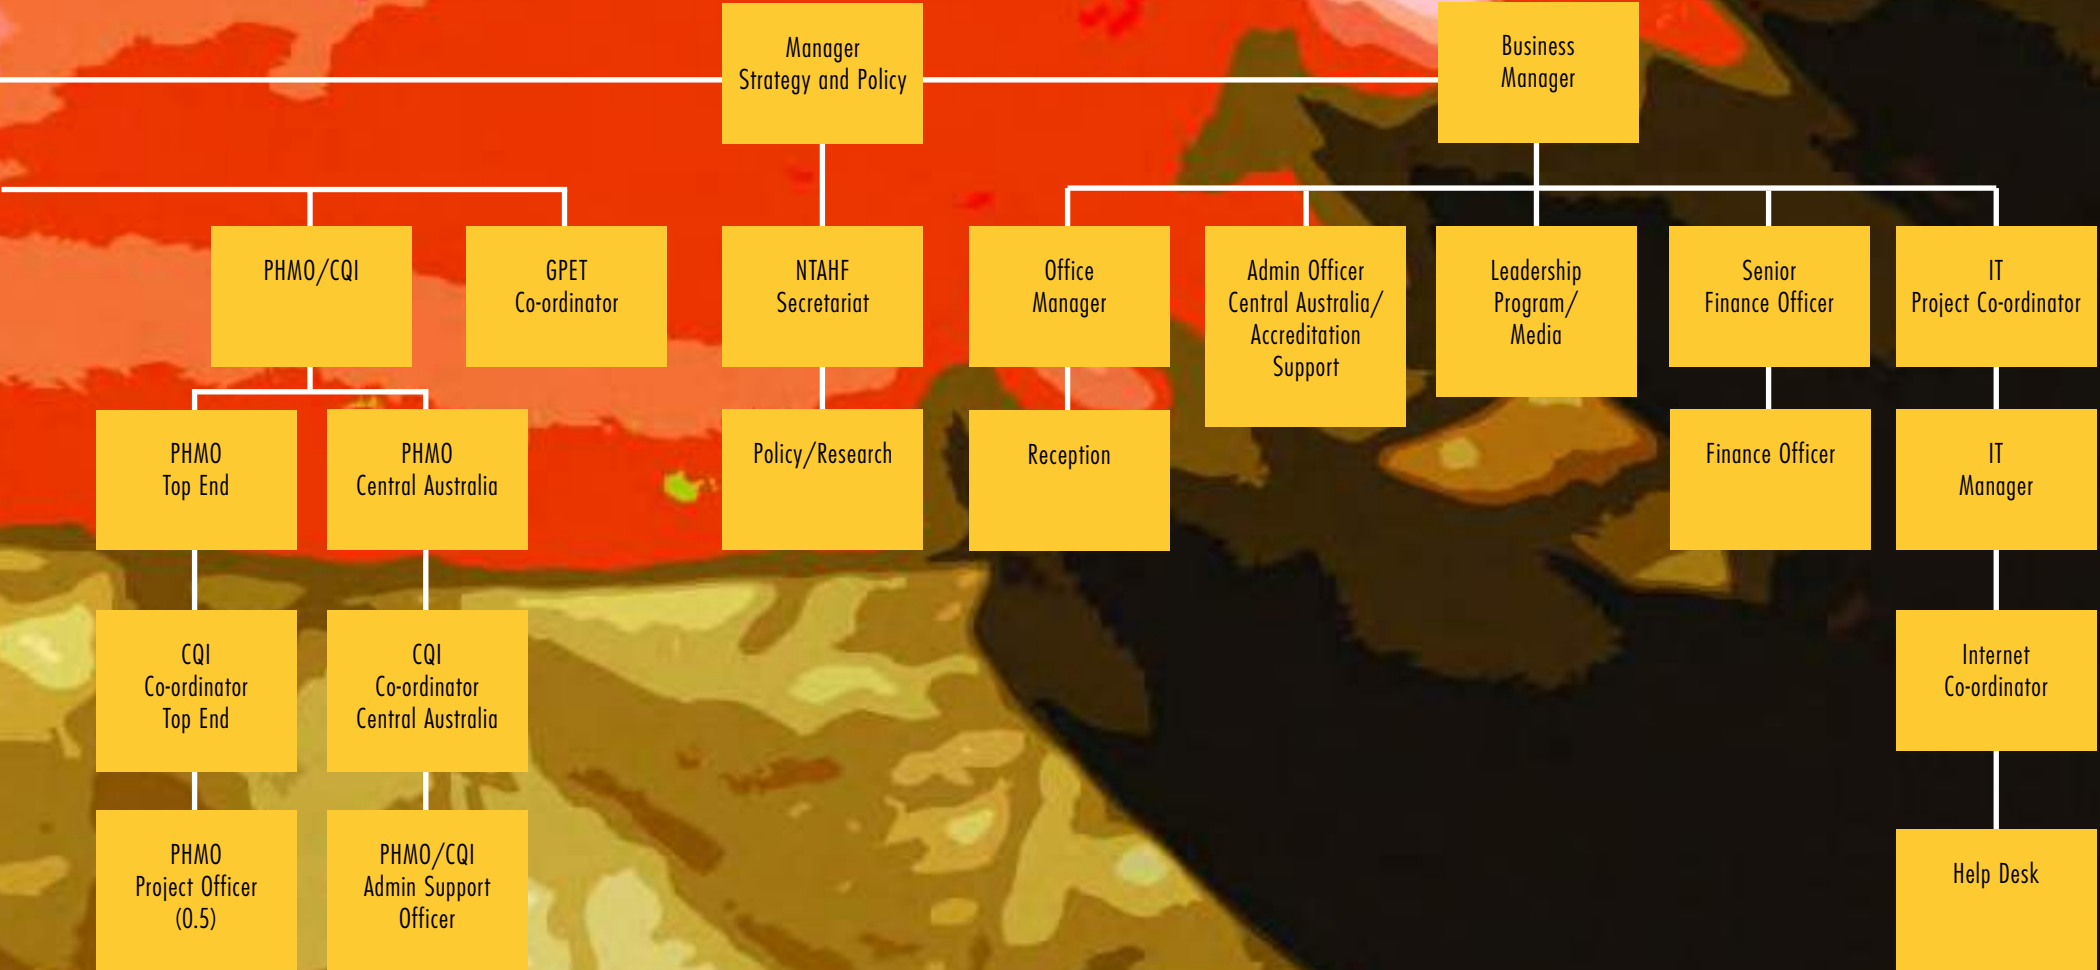 Manager
Strategy and Policy
Business
Manager
PHMO/CQI
GPET
Co-ordinator
NTAHF
Secretariat
Office
Manager
Admin Officer
Central Australia/
Accreditation
Support
Leadership
Program/
Media
Senior
Finance Officer
IT
Project Co-ordinator
PHMO
Top End
PHMO
Central Australia
Policy/Research
Reception
Finance Officer
IT
Manager
CQI
Co-ordinator
Top End
CQI
Co-ordinator
Central Australia
Internet
Co-ordinator
PHMO
Project Officer
(0.5)
PHMO/CQI
Admin Support
Officer
Help Desk